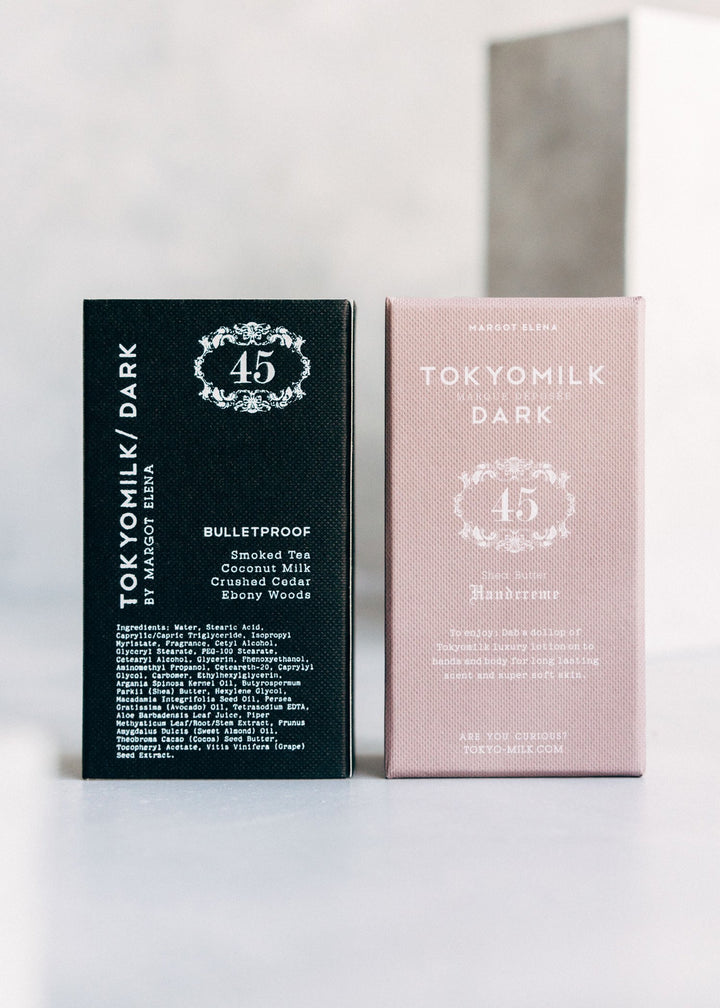 TOKYOMILK/ DARK
BY MARGOT ELENA
45
BULLETPROOF
Smoked Tea
Coconut Milk
Crushed Cedar
Ebony Woods
Ingredients: Water, Stearic Acid,
Caprylic/Capric Triglyceride, Isopropyl
Myristate, Fragrance, Cetyl Alcohol,
Glyceryl Stearate, PEG-100 Stearate,
Cetearyl Alcohol, Glycerin, Phenoxyethanol,
Aminomethyl Propanol, Ceteareth-20, Caprylyl
Glycol, Carbomer, Ethylhexylglycerin,
Argania Spinosa Kernel Oil, Butyrospermum
Parkii (Shea) Butter, Hexylene Glycol,
Macadamia Integrifolia Seed Oil, Persea
Gratissima (Avocado) Oil, Tetrasodium EDTA,
Aloe Barbadensis Leaf Juice, Piper
Methysticum Leaf/Root/Stem Extract, Prunus
Amygdalus Dulcis (Sweet Almond) Oil,
Theobroma Cacao (Cocoa) Seed Butter,
Tocopheryl Acetate, Vitis Vinifera (Grape)
Seed Extract.
MARGOT ELENA
TOKYOMILK
DARK
45
Shea Butter
Handcreme
To enjoy: Dab a dollop of
Tokyomilk luxury lotion on to
hands and body for long lasting
scent and super soft skin.
ARE YOU CURIOUS?
TOKYO-MILK.COM